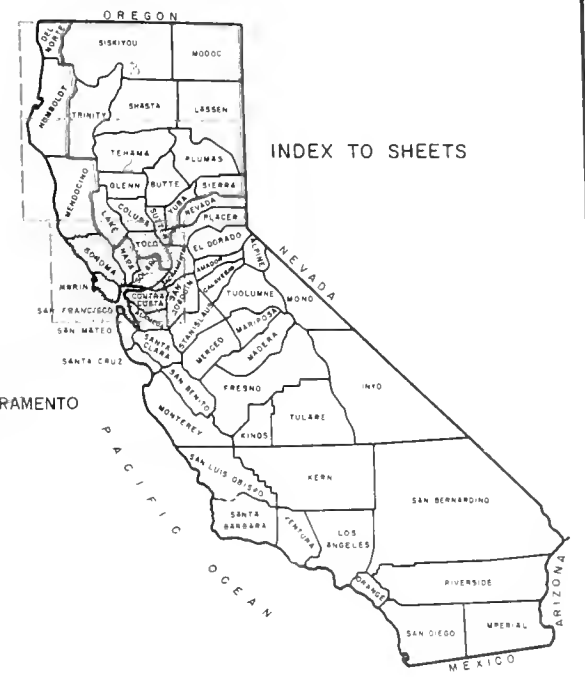 OREGON
DEL NORTE
SISKIYOU
MODOC
HUMBOLDT
TRINITY
SHASTA
LASSEN
TEHAMA
PLUMAS
INDEX TO SHEETS
MENDOCINO
GLENN
BUTTE
SIERRA
LAKE
COLUSA
SUTTER
YUBA
NEVADA
PLACER
SONOMA
NAPA
YOLO
EL DORADO
ALPINE
NEVADA
AMADOR
CALAVERAS
MARIN
CONTRA COSTA
SAN JOAQUIN
TUOLUMNE
MONO
SAN FRANCISCO
SAN MATEO
STANISLAUS
MARIPOSA
SANTA CLARA
MERCED
MADERA
SANTA CRUZ
SAN BENITO
FRESNO
INYO
RAMENTO
MONTEREY
KINGS
TULARE
PACIFIC OCEAN
SAN LUIS OBISPO
KERN
SAN BERNARDINO
SANTA BARBARA
VENTURA
LOS ANGELES
ORANGE
RIVERSIDE
ARIZONA
SAN DIEGO
IMPERIAL
MEXICO